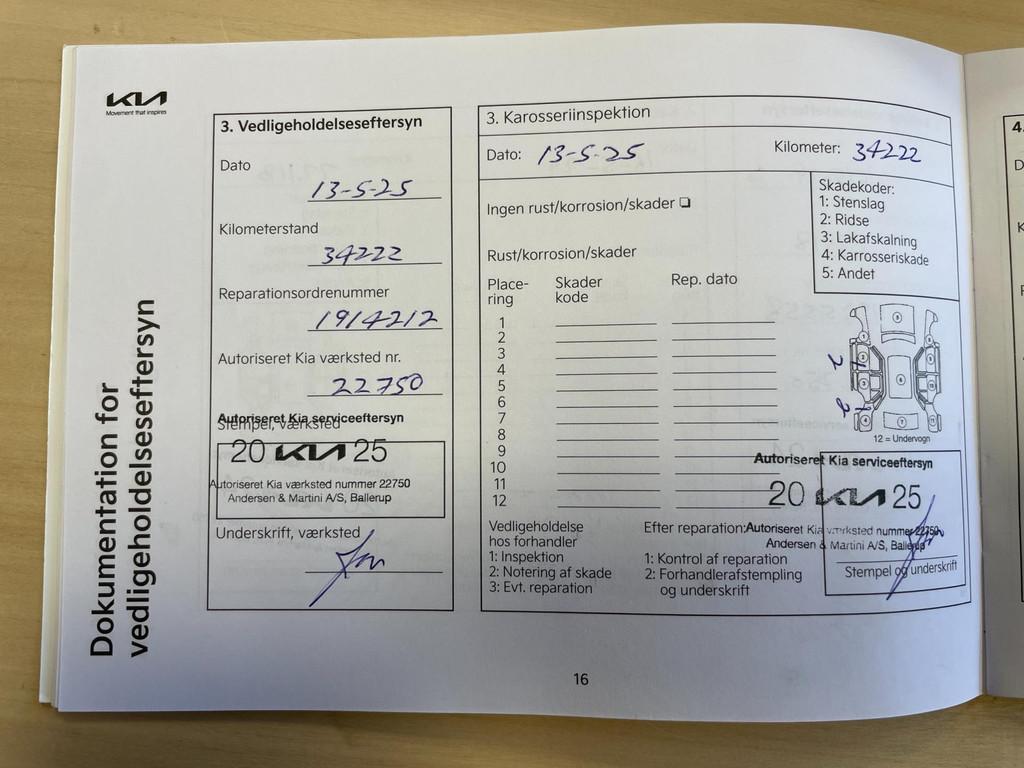 KIA
Movement that inspires
Dokumentation for
vedligeholdelseseftersyn
3. Vedligeholdelseseftersyn
Dato
13-5-25
Kilometerstand
34222
Reparationsordrenummer
1914212
Autoriseret Kia værksted nr.
22750
Autoriseret Kia serviceeftersyn
Stempel, værksted
20 KIA 25
Autoriseret Kia værksted nummer 22750
Andersen & Martini A/S, Ballerup
Underskrift, værksted
3. Karosseriinspektion
Dato: 13-5-25 Kilometer: 34222
Ingen rust/korrosion/skader
Skadekoder:
1: Stenslag
2: Ridse
3: Lakafskalning
4: Karrosseriskade
5: Andet
Rust/korrosion/skader
Place-
ring
Skader
kode
Rep. dato
1
2
3
4
5
6
7
8
9
10
11
12
2
2
12 = Undervogn
Autoriseret Kia serviceeftersyn
20 KIA 25
Autoriseret Kia værksted nummer 22750
Andersen & Martini A/S, Ballerup
Stempel og underskrift
Vedligeholdelse
hos forhandler
1: Inspektion
2: Notering af skade
3: Evt. reparation
Efter reparation:
1: Kontrol af reparation
2: Forhandlerafstempling
og underskrift
16
4.
D
K